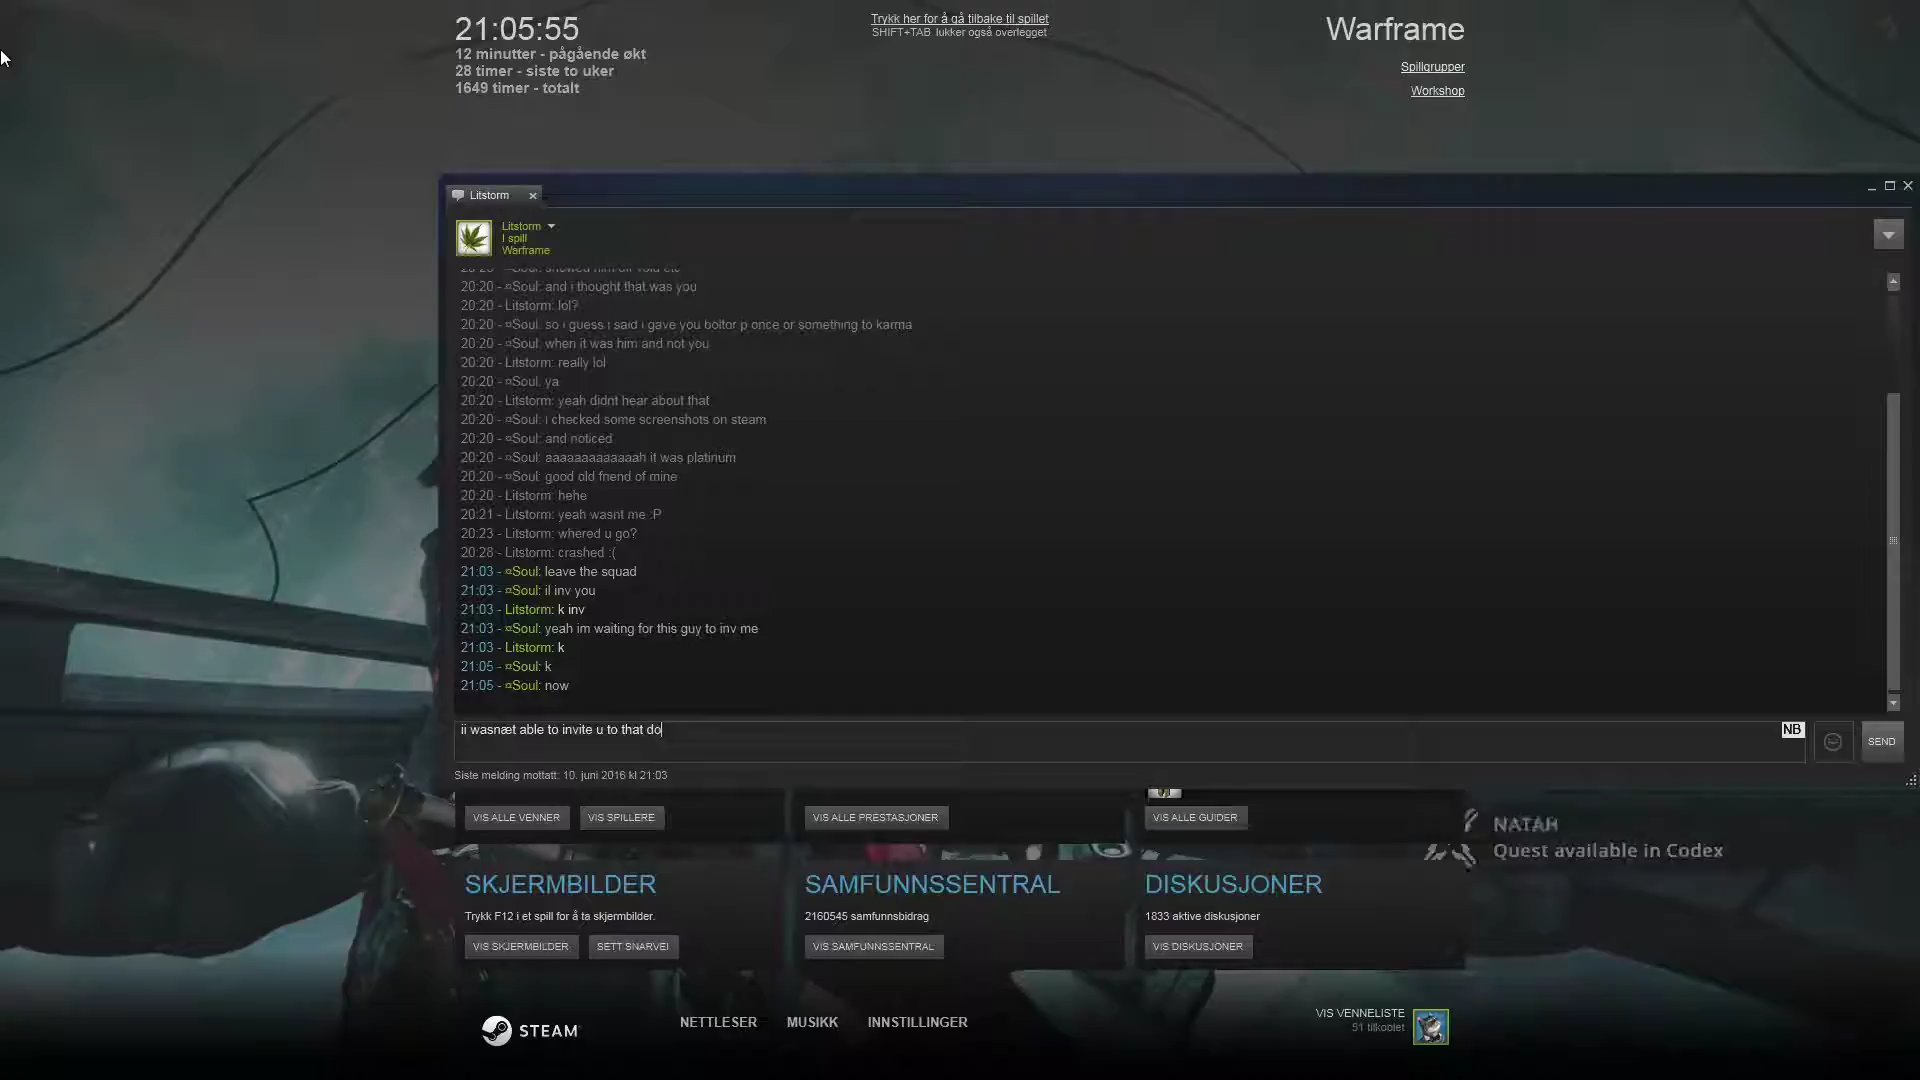 21:05:55
12 minutter - pågående økt
28 timer - siste to uker
1649 timer - totalt
Trykk her for å gå tilbake til spillet
SHIFT+TAB lukker også overlegget
Warframe
Spillgrupper
Workshop
Litstorm
Litstorm
I spill
Warframe
20:20 - ¤Soul: showed him off void etc
20:20 - ¤Soul: and i thought that was you
20:20 - Litstorm: lol?
20:20 - ¤Soul: so i guess i said i gave you boltor p once or something to karma
20:20 - ¤Soul: when it was him and not you
20:20 - Litstorm: really lol
20:20 - ¤Soul: ya
20:20 - Litstorm: yeah didnt hear about that
20:20 - ¤Soul: i checked some screenshots on steam
20:20 - ¤Soul: and noticed
20:20 - ¤Soul: aaaaaaaaaaaaah it was platinum
20:20 - ¤Soul: good old friend of mine
20:20 - Litstorm: hehe
20:21 - Litstorm: yeah wasnt me :P
20:23 - Litstorm: whered u go?
20:28 - Litstorm: crashed :(
21:03 - ¤Soul: leave the squad
21:03 - ¤Soul: il inv you
21:03 - Litstorm: k inv
21:03 - ¤Soul: yeah im waiting for this guy to inv me
21:03 - Litstorm: k
21:05 - ¤Soul: k
21:05 - ¤Soul: now
ii wasnæt able to invite u to that do
NB
SEND
Siste melding mottatt: 10. juni 2016 kl 21:03
VIS ALLE VENNER
VIS SPILLERE
VIS ALLE PRESTASJONER
VIS ALLE GUIDER
NATAH
Quest available in Codex
SKJERMBILDER
Trykk F12 i et spill for å ta skjermbilder.
VIS SKJERMBILDER
SETT SNARVEI
SAMFUNNSSENTRAL
2160545 samfunnsbidrag
VIS SAMFUNNSSENTRAL
DISKUSJONER
1833 aktive diskusjoner
VIS DISKUSJONER
STEAM
NETTLESER
MUSIKK
INNSTILLINGER
VIS VENNELISTE
51 tilkoblet